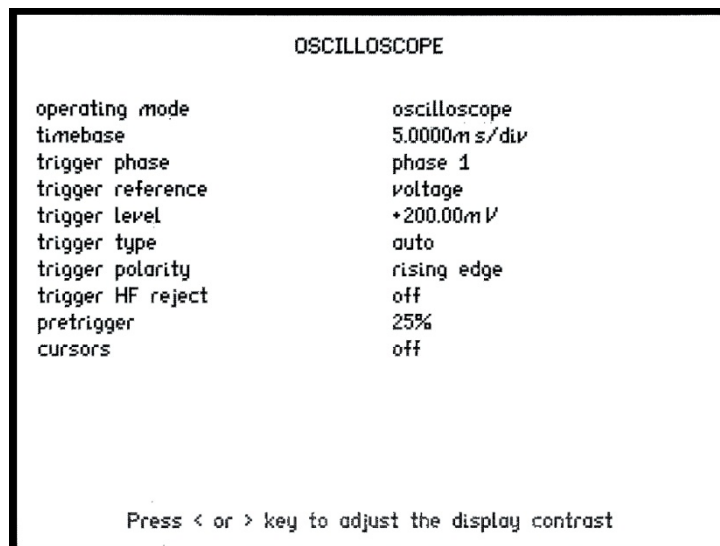 OSCILLOSCOPE
operating mode oscilloscope
timebase 5.0000ms/div
trigger phase phase 1
trigger reference voltage
trigger level +200.00mV
trigger type auto
trigger polarity rising edge
trigger HF reject off
pretrigger 25%
cursors off
Press < or > key to adjust the display contrast